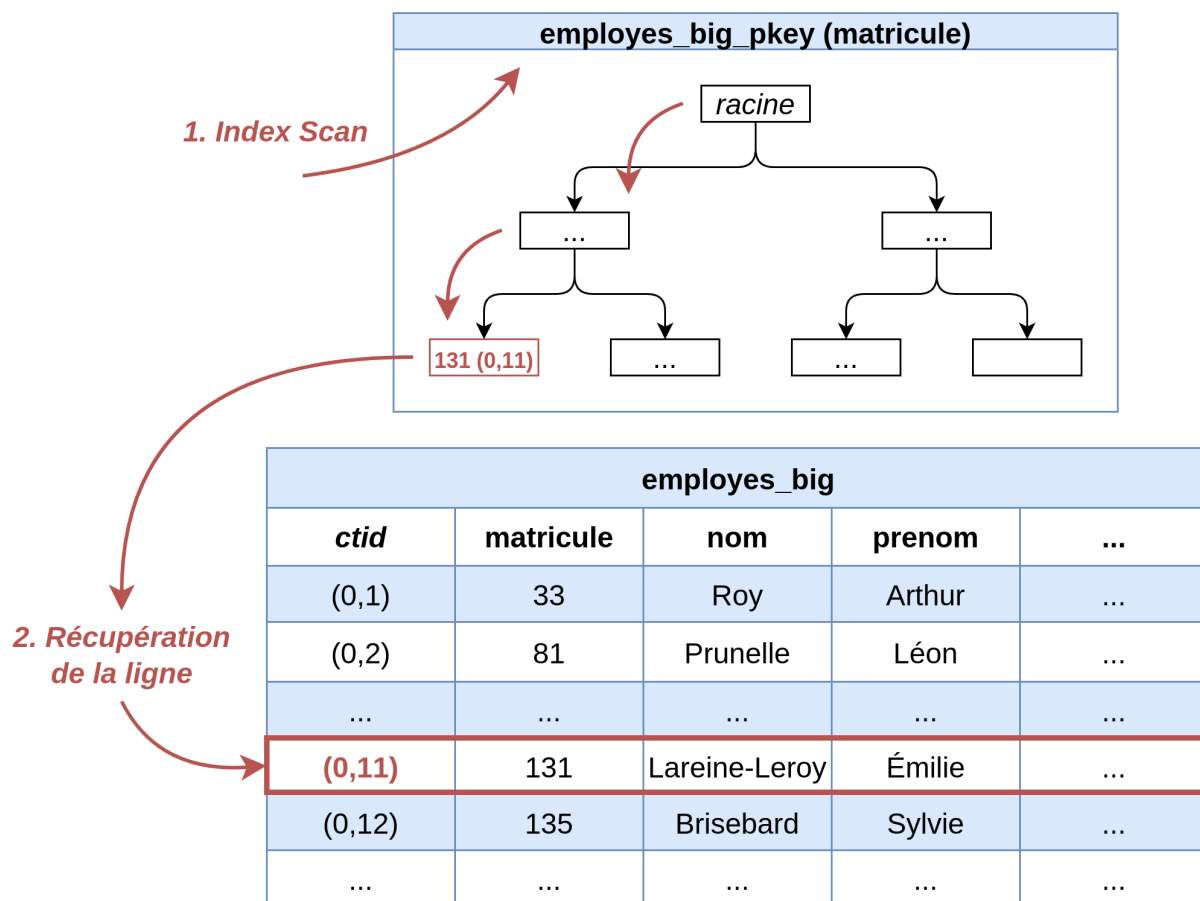 employes_big_pkey (matricule)
1. Index Scan
racine
... ...
131 (0,11) ... ...
employes_big
ctid matricule nom prenom ...
(0,1) 33 Roy Arthur ...
(0,2) 81 Prunelle Léon ...
... ... ... ... ...
2. Récupération
de la ligne
(0,11) 131 Lareine-Leroy Émilie ...
(0,12) 135 Brisebard Sylvie ...
... ... ... ... ...